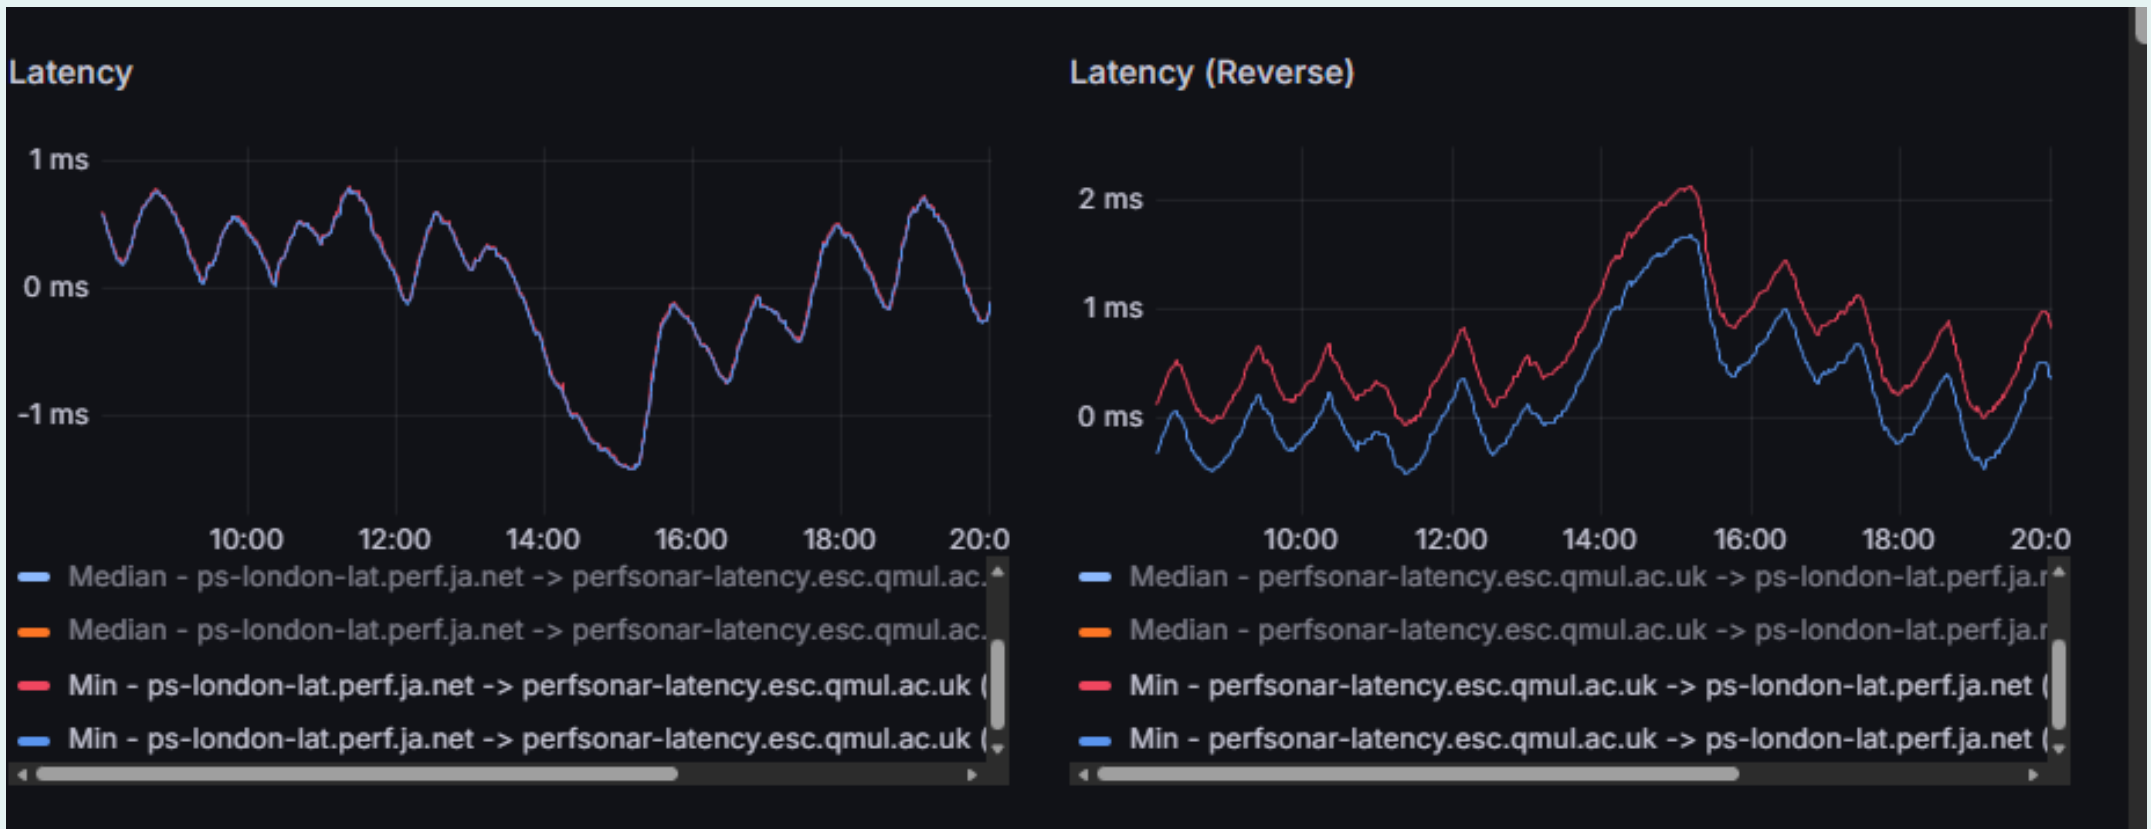 Latency
1 ms
0 ms
-1 ms
10:00 12:00 14:00 16:00 18:00 20:0
Median - ps-london-lat.perf.ja.net -> perfsonar-latency.esc.qmul.ac.
Median - ps-london-lat.perf.ja.net -> perfsonar-latency.esc.qmul.ac.
Min - ps-london-lat.perf.ja.net -> perfsonar-latency.esc.qmul.ac.uk (
Min - ps-london-lat.perf.ja.net -> perfsonar-latency.esc.qmul.ac.uk (
Latency (Reverse)
2 ms
1 ms
0 ms
10:00 12:00 14:00 16:00 18:00 20:0
Median - perfsonar-latency.esc.qmul.ac.uk -> ps-london-lat.perf.ja.r
Median - perfsonar-latency.esc.qmul.ac.uk -> ps-london-lat.perf.ja.r
Min - perfsonar-latency.esc.qmul.ac.uk -> ps-london-lat.perf.ja.net (
Min - perfsonar-latency.esc.qmul.ac.uk -> ps-london-lat.perf.ja.net (